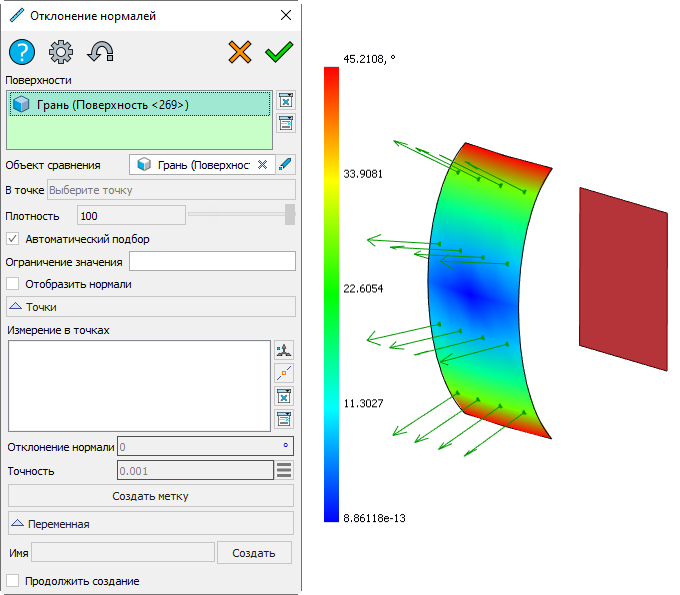 Отклонение нормалей
Поверхности
Грань (Поверхность <269>)
Объект сравнения
Грань (Поверхнос
В точке
Выберите точку
Плотность
100
Автоматический подбор
Ограничение значения
Отобразить нормали
Точки
Измерение в точках
Отклонение нормали
0
°
Точность
0.001
Создать метку
Переменная
Имя
Создать
Продолжить создание
45.2108, °
33.9081
22.6054
11.3027
8.86118e-13